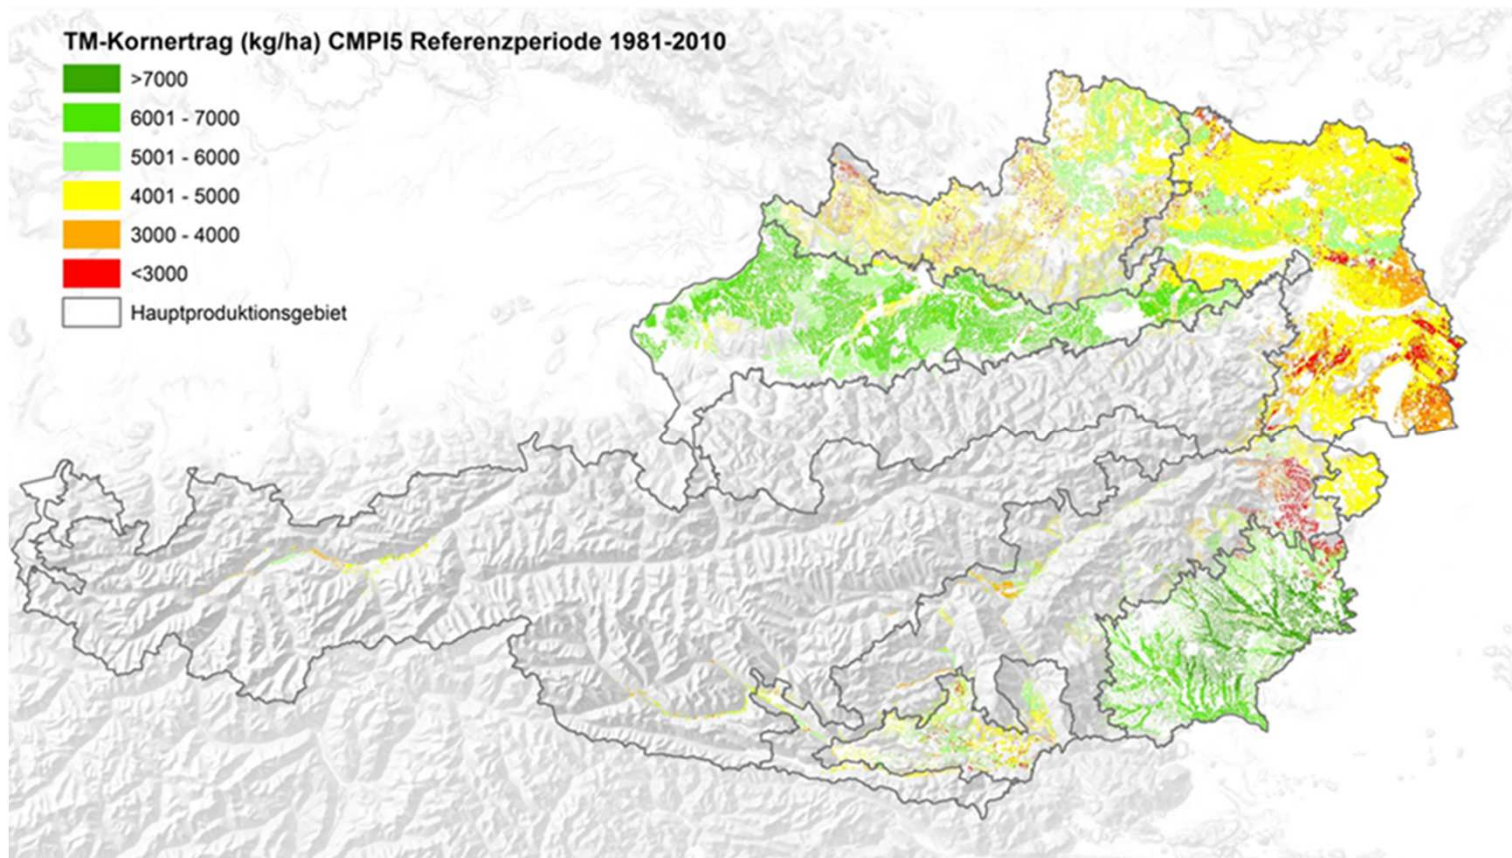 TM-Kornertrag (kg/ha) CMPI5 Referenzperiode 1981-2010
>7000
6001 - 7000
5001 - 6000
4001 - 5000
3000 - 4000
<3000
Hauptproduktionsgebiet